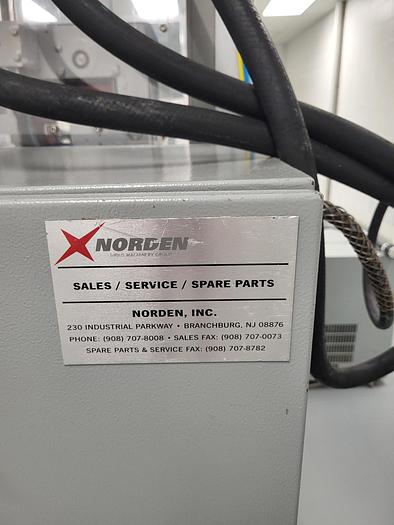 NORDEN
SALES / SERVICE / SPARE PARTS
NORDEN, INC.
230 INDUSTRIAL PARKWAY • BRANCHBURG, NJ 08876
PHONE: (908) 707-8008 • SALES FAX: (908) 707-0073
SPARE PARTS & SERVICE FAX: (908) 707-8782